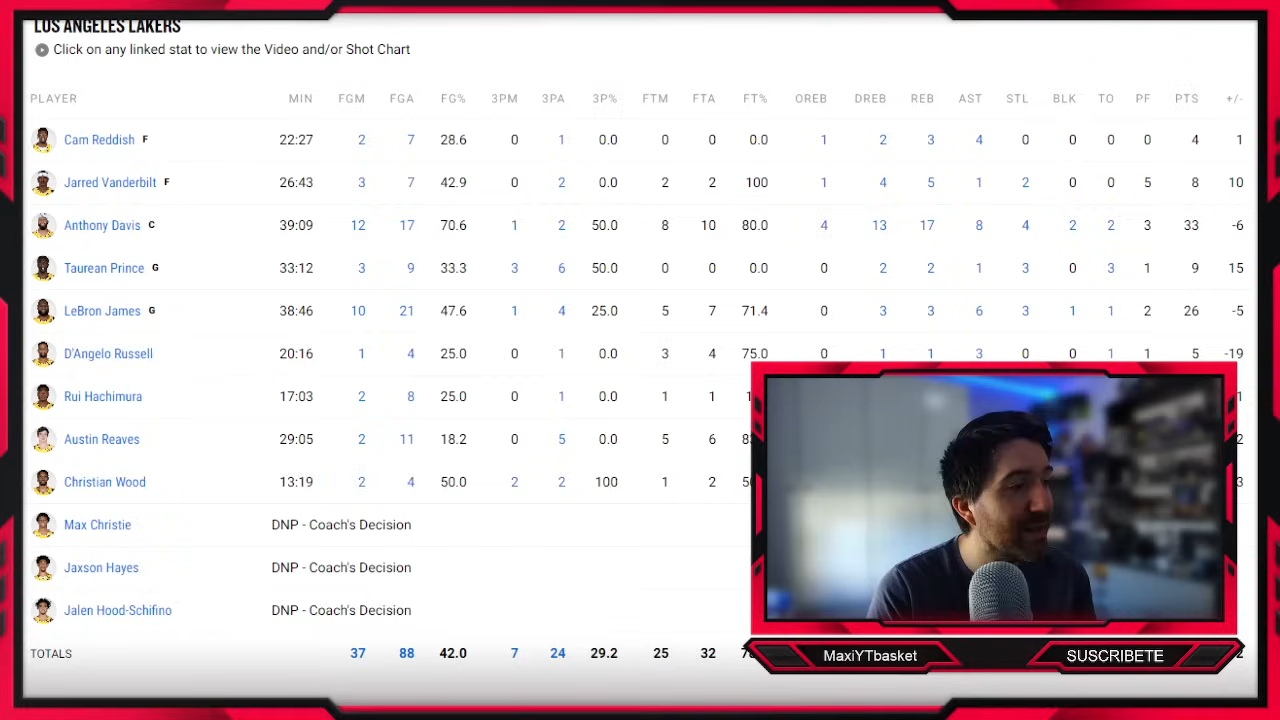 LOS ANGELES LAKERS
Click on any linked stat to view the Video and/or Shot Chart
PLAYER MIN FGM FGA FG% 3PM 3PA 3P% FTM FTA FT% OREB DREB REB AST STL BLK TO PF PTS +/-
Cam Reddish F 22:27 2 7 28.6 0 1 0.0 0 0 0.0 1 2 3 4 0 0 0 0 4 1
Jarred Vanderbilt F 26:43 3 7 42.9 0 2 0.0 2 2 100 1 4 5 1 2 0 0 5 8 10
Anthony Davis C 39:09 12 17 70.6 1 2 50.0 8 10 80.0 4 13 17 8 4 2 2 3 33 -6
Taurean Prince G 33:12 3 9 33.3 3 6 50.0 0 0 0.0 0 2 2 1 3 0 3 1 9 15
LeBron James G 38:46 10 21 47.6 1 4 25.0 5 7 71.4 0 3 3 6 3 1 1 2 26 -5
D'Angelo Russell 20:16 1 4 25.0 0 1 0.0 3 4 75.0 0 1 1 3 0 0 1 1 5 -19
Rui Hachimura 17:03 2 8 25.0 0 1 0.0 1 1
Austin Reaves 29:05 2 11 18.2 0 5 0.0 5 6
Christian Wood 13:19 2 4 50.0 2 2 100 1 2
Max Christie DNP - Coach's Decision
Jaxson Hayes DNP - Coach's Decision
Jalen Hood-Schifino DNP - Coach's Decision
TOTALS 37 88 42.0 7 24 29.2 25 32
MaxiYTbasket SUSCRIBETE